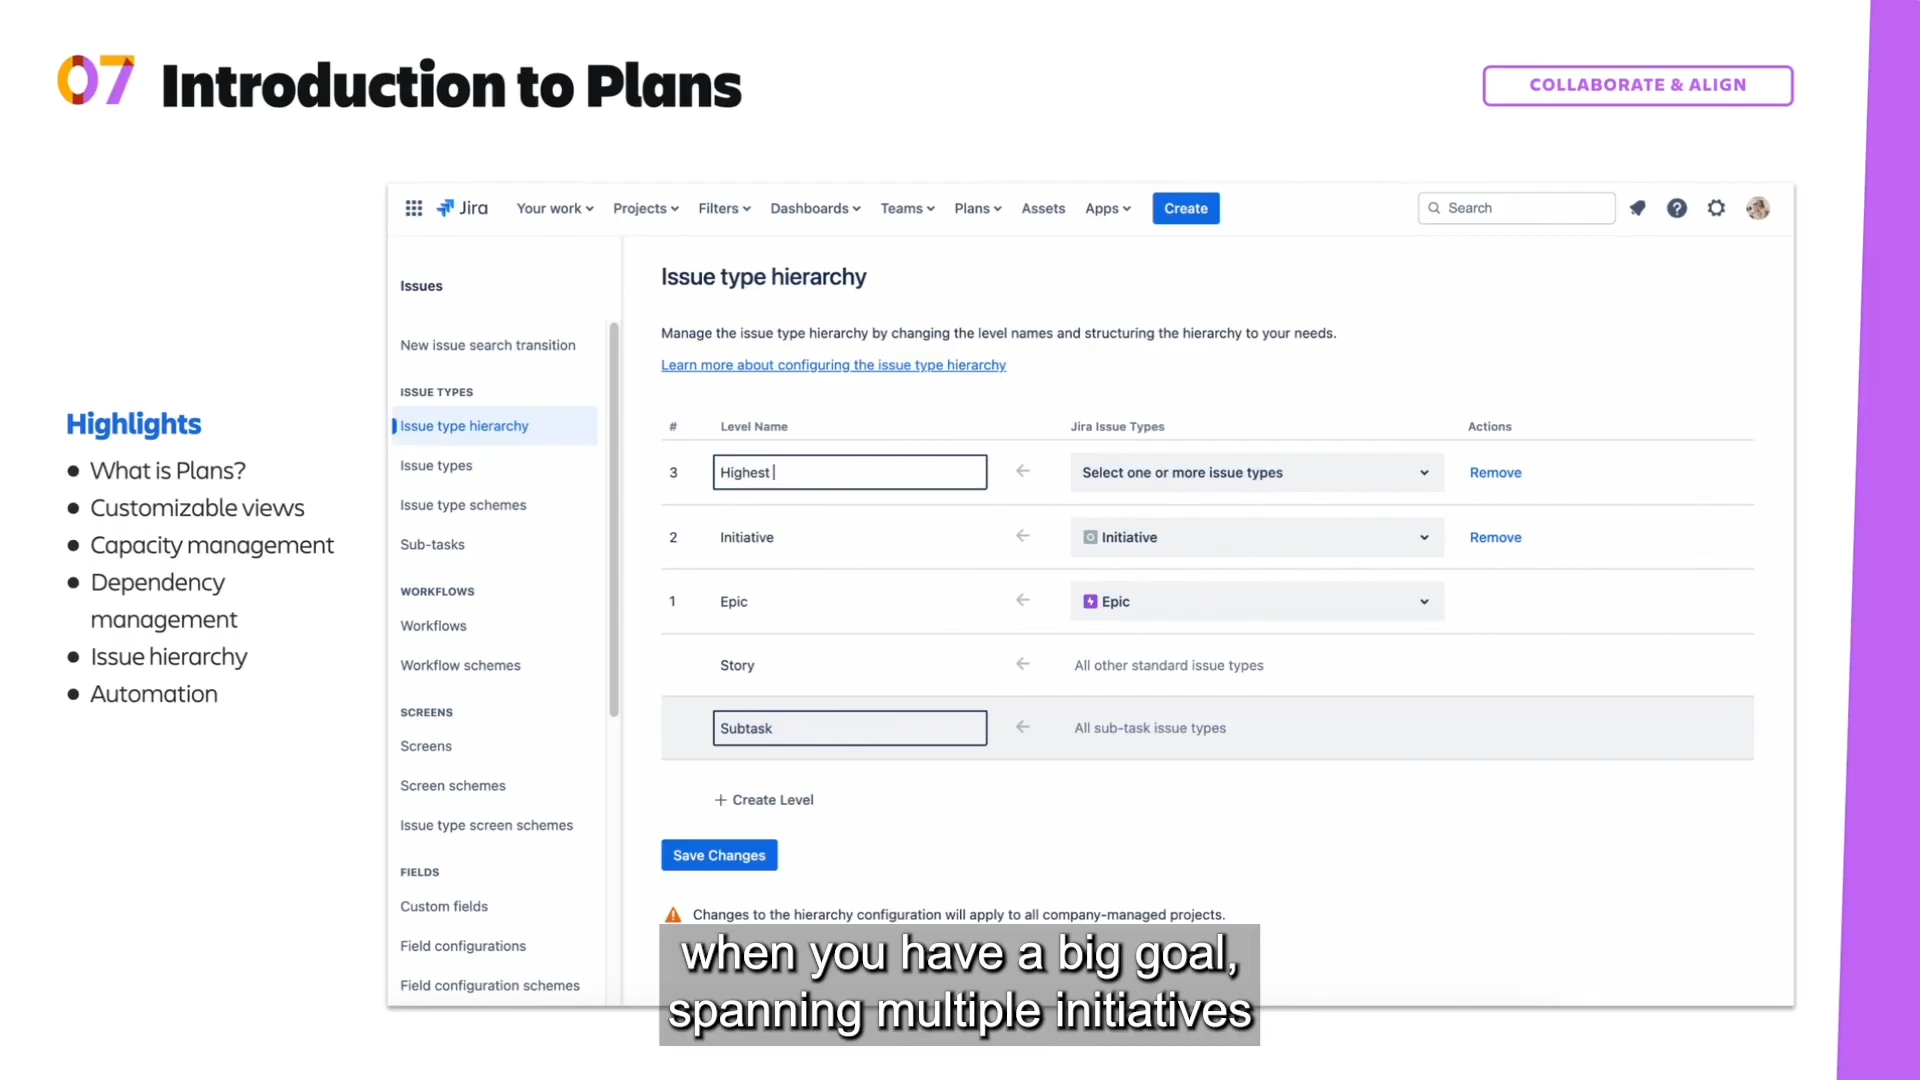 07 Introduction to Plans
COLLABORATE & ALIGN
Jira Your work Projects Filters Dashboards Teams Plans Assets Apps Create Search
Highlights
What is Plans?
Customizable views
Capacity management
Dependency
management
Issue hierarchy
Automation
Issues
New issue search transition
ISSUE TYPES
Issue type hierarchy
Issue types
Issue type schemes
Sub-tasks
WORKFLOWS
Workflows
Workflow schemes
SCREENS
Screens
Screen schemes
Issue type screen schemes
FIELDS
Custom fields
Field configurations
Field configuration schemes
Issue type hierarchy
Manage the issue type hierarchy by changing the level names and structuring the hierarchy to your needs.
Learn more about configuring the issue type hierarchy
# Level Name Jira Issue Types Actions
3 Highest Select one or more issue types Remove
2 Initiative Initiative Remove
1 Epic Epic
Story All other standard issue types
Subtask All sub-task issue types
+ Create Level
Save Changes
Changes to the hierarchy configuration will apply to all company-managed projects.
when you have a big goal,
spanning multiple initiatives